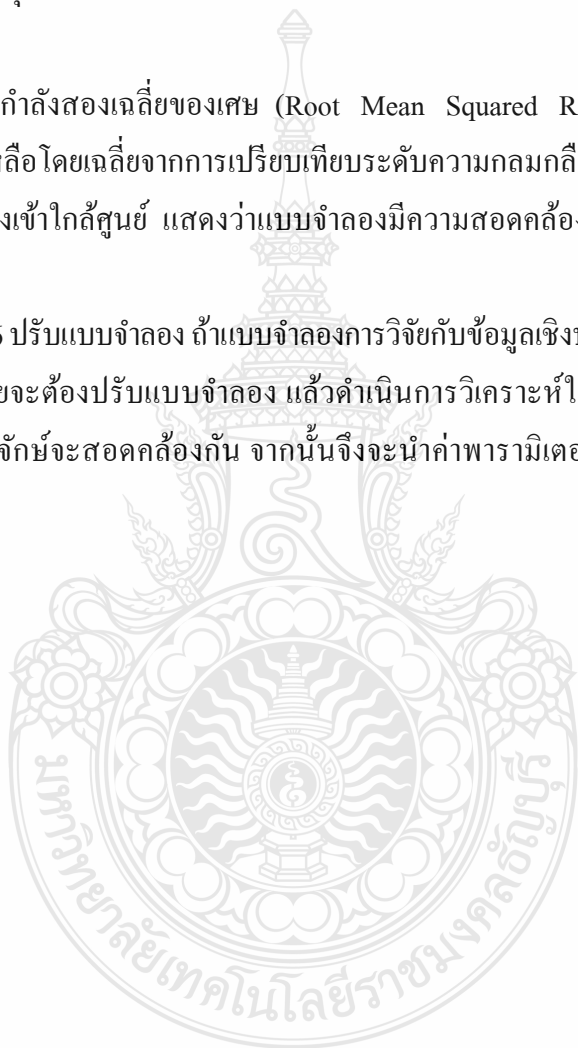 กำลังสองเฉลี่ยของเศษ (Root Mean Squared R
โดยเฉลี่ยจากการเปรียบเทียบระดับความกลมกลื
เข้าใกล้ศูนย์ แสดงว่าแบบจำลองมีความสอดคล้อง
ปรับแบบจำลอง ถ้าแบบจำลองการวิจัยกับข้อมูลเชิง
จะต้องปรับแบบจำลอง แล้วดำเนินการวิเคราะห์ใ
จักษ์จะสอดคล้องกัน จากนั้นจึงจะนำค่าพารามิเตอ
มหาวิทยาลัยเทคโนโลยีราชมงคลธัญบุรี